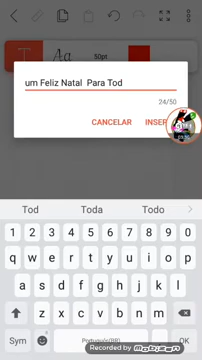 T Aa 50pt.
um Feliz Natal  Para Tod
24/50
CANCELAR INSER
Tod Toda Todo
1 2 3 4 5 6 7 8 9 0
q w e r t y u i o p
a s d f g h j k l
z x c v b n m
Sym Português(BR) OK
Recorded by Mobizen